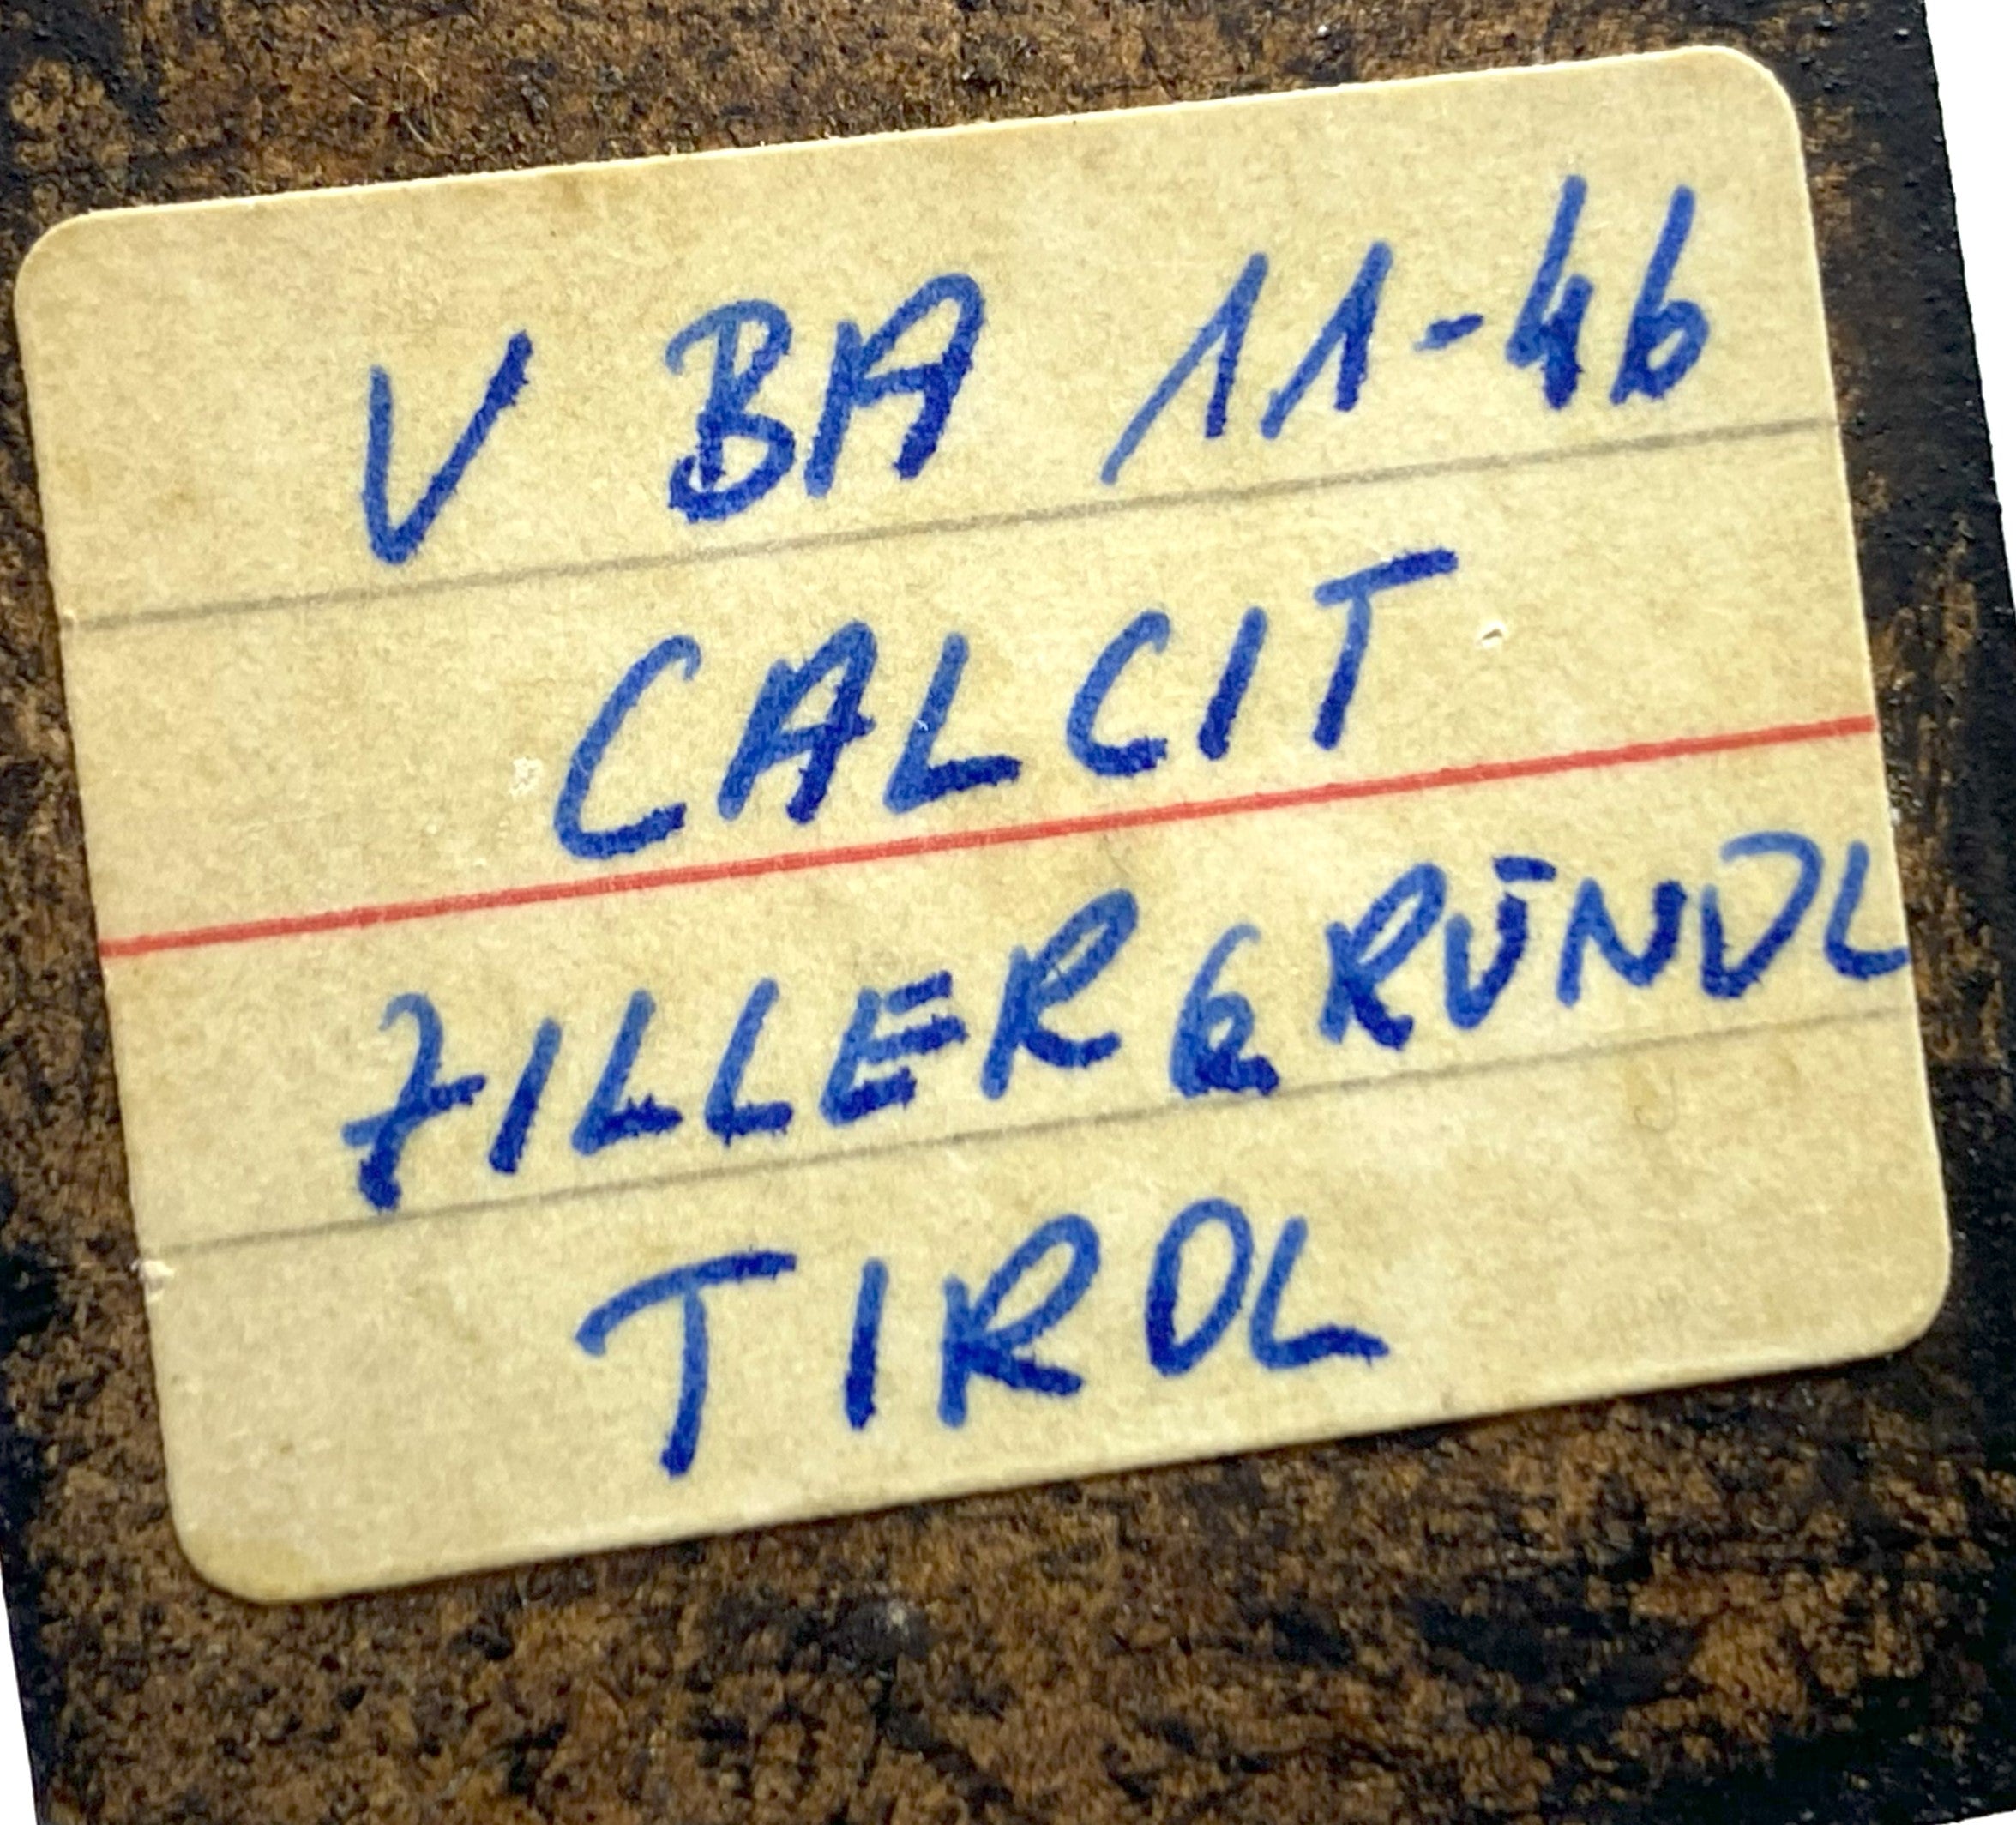 V BA 11-46
CALCIT
ZILLERGRÜNDL
TIROL